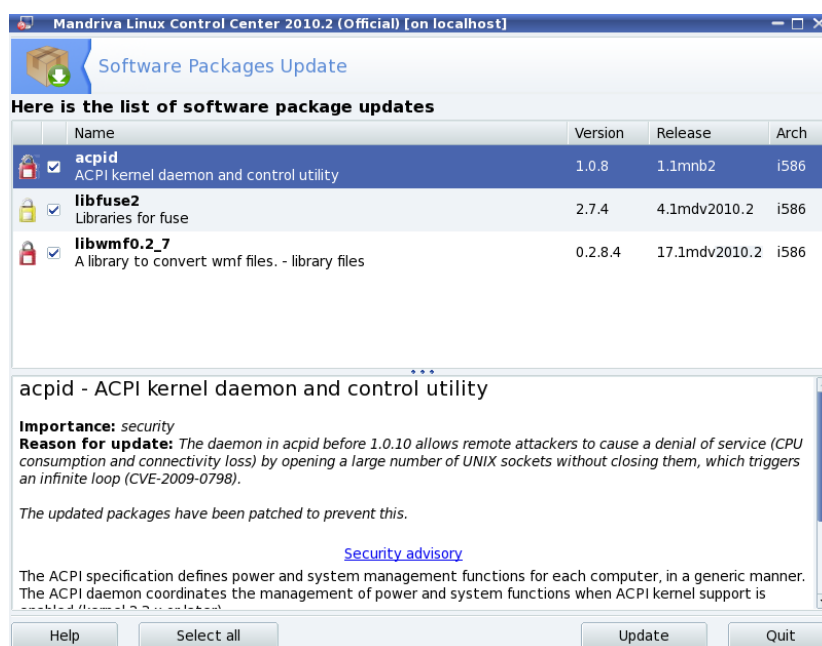 Mandriva Linux Control Center 2010.2 (Official) [on localhost]
Software Packages Update
Here is the list of software package updates
Name Version Release Arch
acpid
ACPI kernel daemon and control utility 1.0.8 1.1mnb2 i586
libfuse2
Libraries for fuse 2.7.4 4.1mdv2010.2 i586
libwmf0.2_7
A library to convert wmf files. - library files 0.2.8.4 17.1mdv2010.2 i586
acpid - ACPI kernel daemon and control utility
Importance: security
Reason for update: The daemon in acpid before 1.0.10 allows remote attackers to cause a denial of service (CPU
consumption and connectivity loss) by opening a large number of UNIX sockets without closing them, which triggers
an infinite loop (CVE-2009-0798).
The updated packages have been patched to prevent this.
Security advisory
The ACPI specification defines power and system management functions for each computer, in a generic manner.
The ACPI daemon coordinates the management of power and system functions when ACPI kernel support is
Help Select all Update Quit